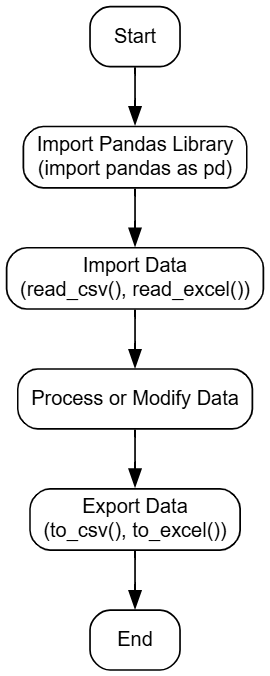 Start
Import Pandas Library
(import pandas as pd)
Import Data
(read_csv(), read_excel())
Process or Modify Data
Export Data
(to_csv(), to_excel())
End